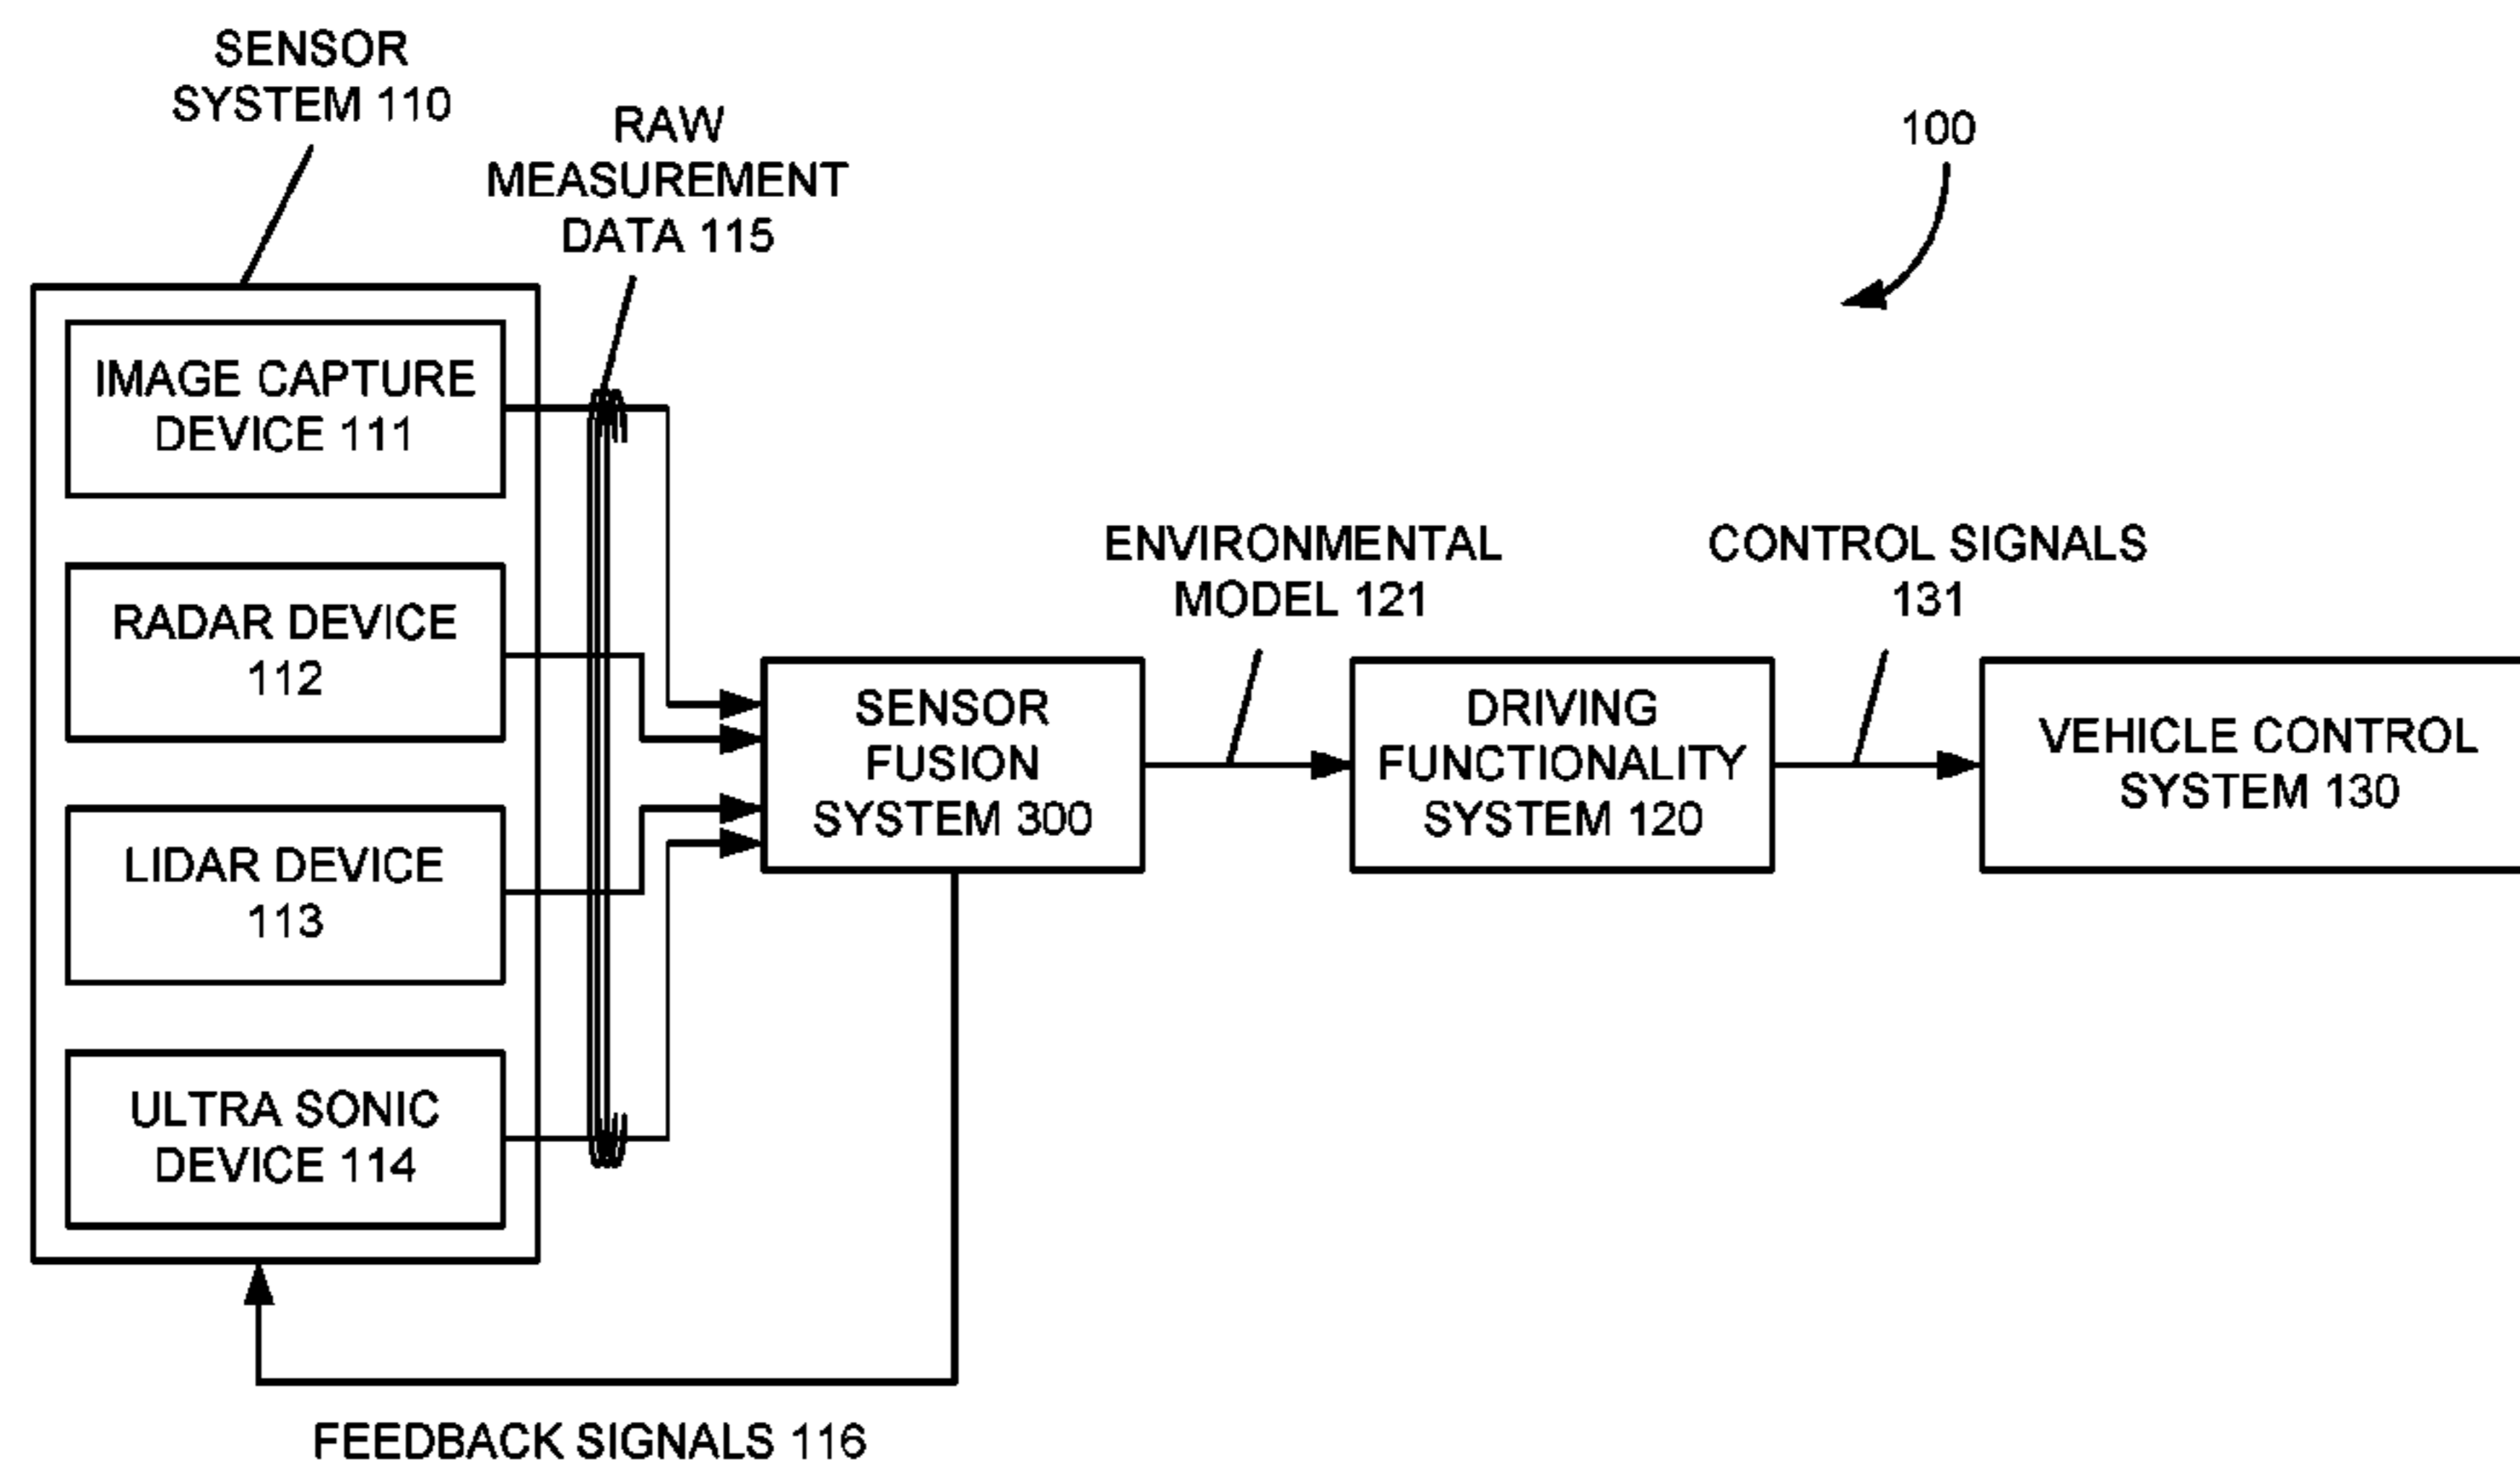 SENSOR
SYSTEM 110
RAW
MEASUREMENT
DATA 115
100
IMAGE CAPTURE
DEVICE 111
RADAR DEVICE
112
LIDAR DEVICE
113
ULTRA SONIC
DEVICE 114
SENSOR
FUSION
SYSTEM 300
ENVIRONMENTAL
MODEL 121
DRIVING
FUNCTIONALITY
SYSTEM 120
CONTROL SIGNALS
131
VEHICLE CONTROL
SYSTEM 130
FEEDBACK SIGNALS 116